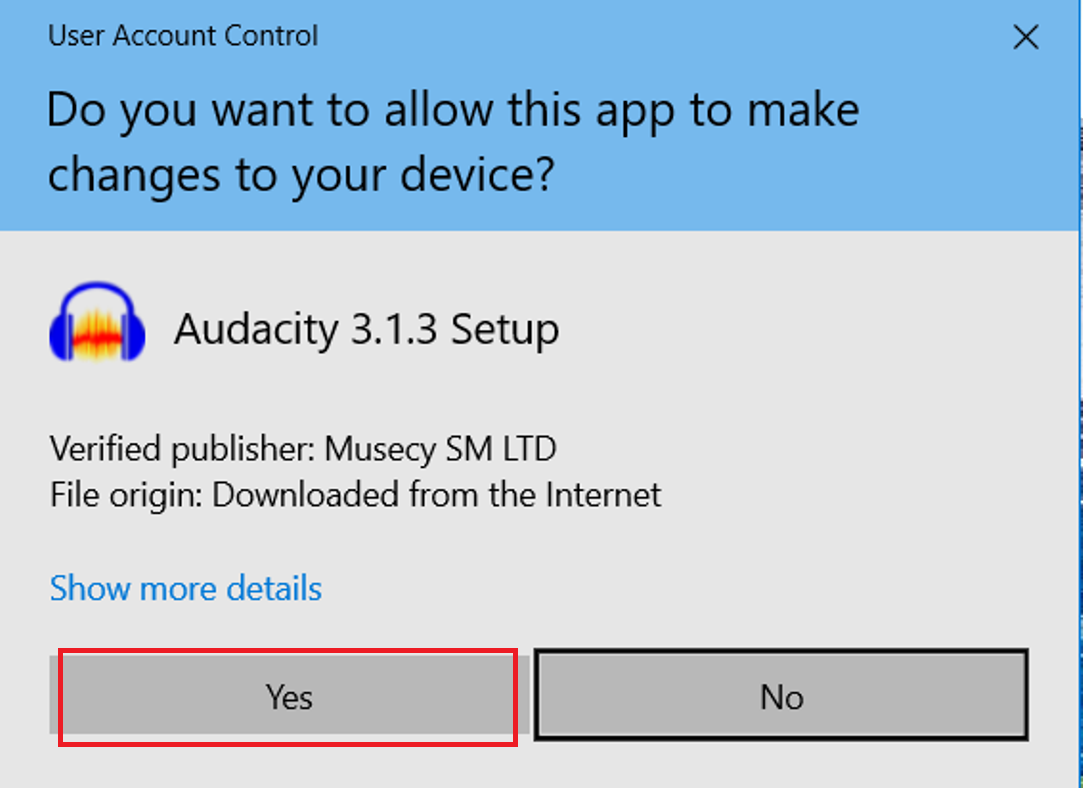 User Account Control
Do you want to allow this app to make
changes to your device?
Audacity 3.1.3 Setup
Verified publisher: Musecy SM LTD
File origin: Downloaded from the Internet
Show more details
Yes
No